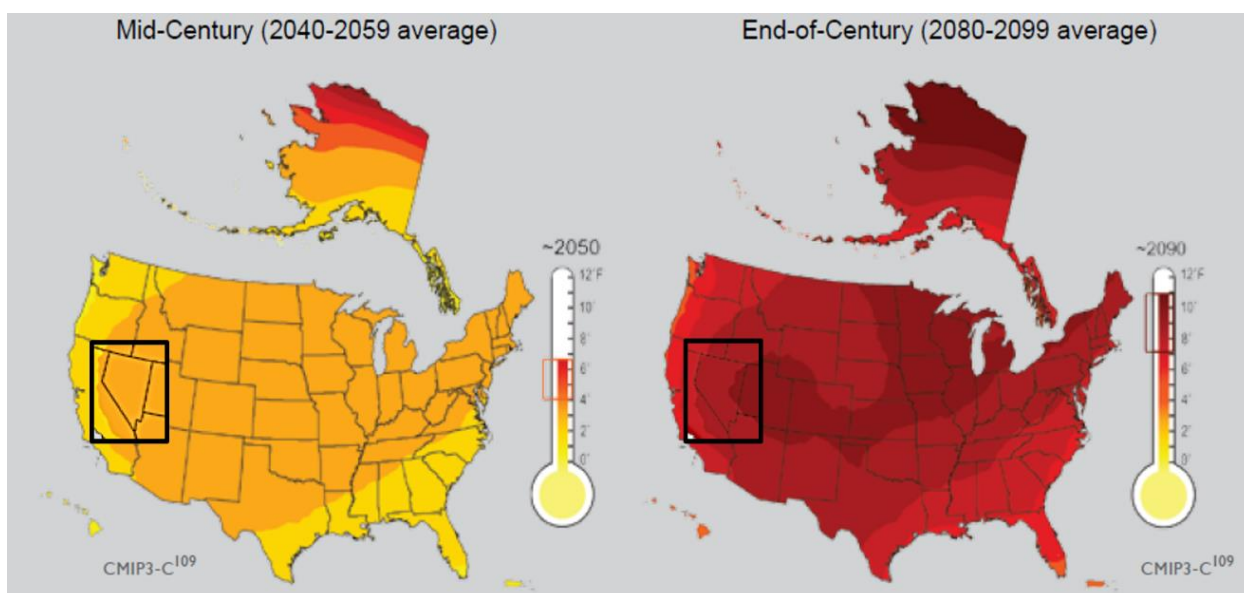 Mid-Century (2040-2059 average)
End-of-Century (2080-2099 average)
~2050
12°F
10°
8°
6°
4°
2°
0°
CMIP3-C109
~2090
12°F
10°
8°
6°
4°
2°
0°
CMIP3-C109